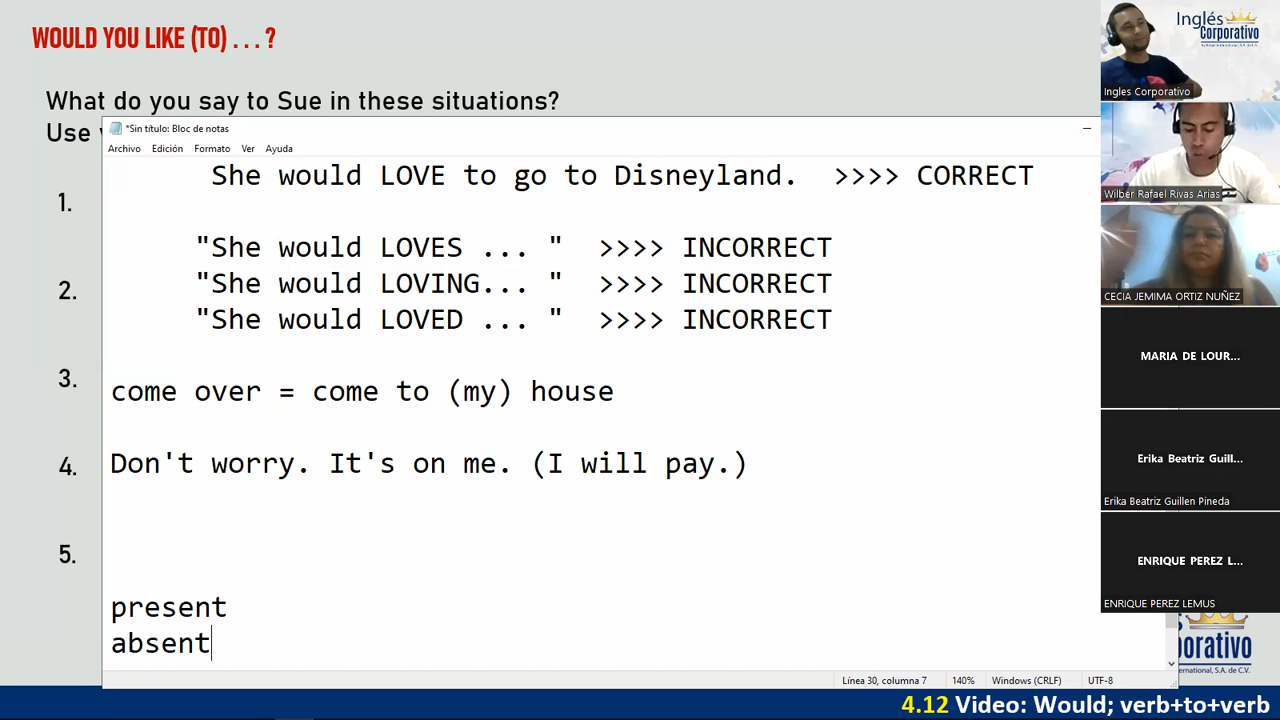 WOULD YOU LIKE (TO) . . . ?
What do you say to Sue in these situations?
Use
*Sin título: Bloc de notas
Archivo Edición Formato Ver Ayuda
She would LOVE to go to Disneyland. >>>> CORRECT
1.
"She would LOVES ... " >>>> INCORRECT
"She would LOVING... " >>>> INCORRECT
2.
"She would LOVED ... " >>>> INCORRECT
3.
come over = come to (my) house
4.
Don't worry. It's on me. (I will pay.)
5.
present
absent
Línea 30, columna 7 140% Windows (CRLF) UTF-8
4.12 Video: Would; verb+to+verb
Inglés
Corporativo
Ingles Corporativo
Wilber Rafael Rivas Arias
CECIA JEMIMA ORTIZ NUÑEZ
MARIA DE LOUR...
Erika Beatriz Guill...
Erika Beatriz Guillen Pineda
ENRIQUE PEREZ L...
ENRIQUE PEREZ LEMUS
orporativo
International, S.A. de C.V.